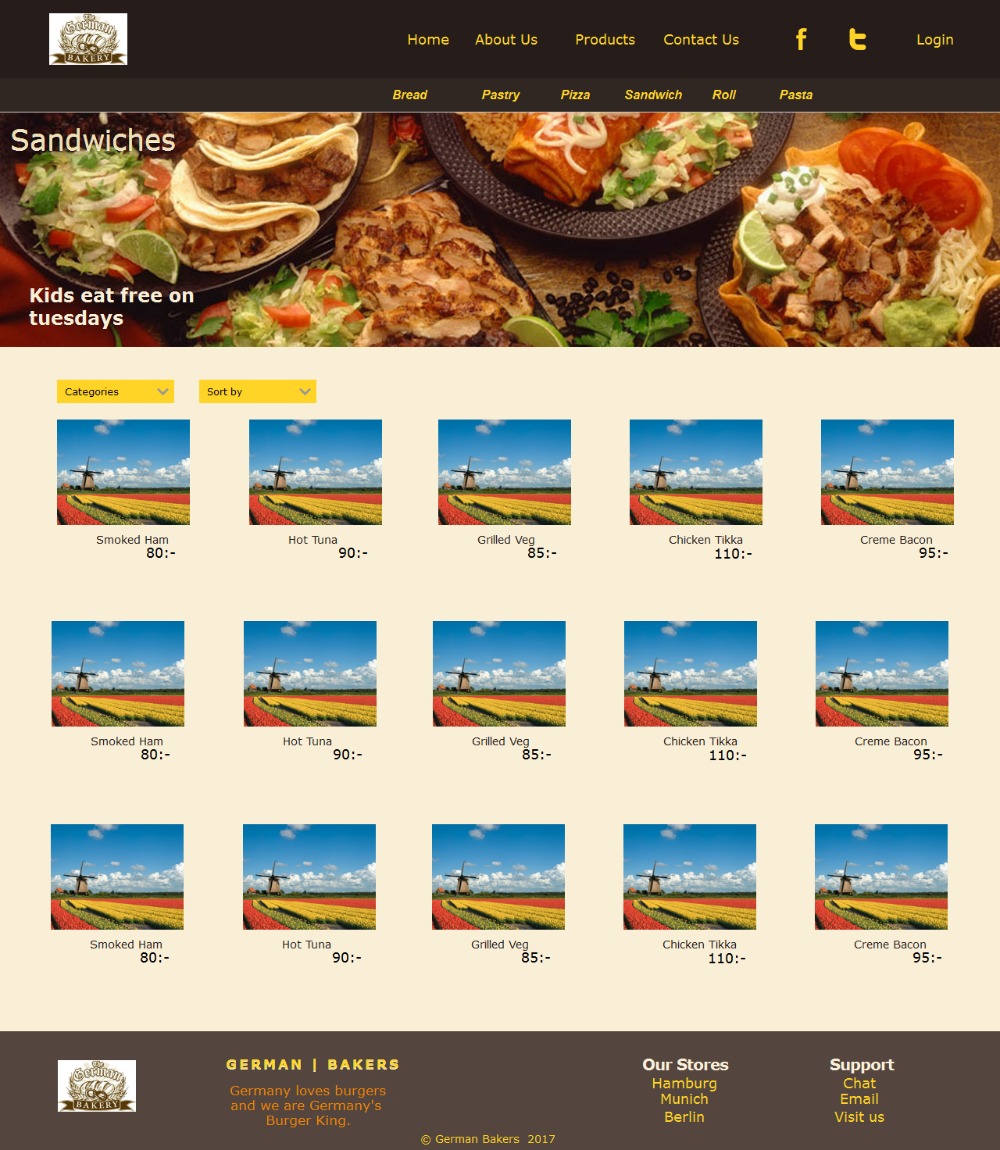 The
German
BAKERY
Home About Us Products Contact Us f t Login
Bread Pastry Pizza Sandwich Roll Pasta
Sandwiches
Kids eat free on
tuesdays
Categories Sort by
Smoked Ham Hot Tuna Grilled Veg Chicken Tikka Creme Bacon
80:- 90:- 85:- 110:- 95:-
Smoked Ham Hot Tuna Grilled Veg Chicken Tikka Creme Bacon
80:- 90:- 85:- 110:- 95:-
Smoked Ham Hot Tuna Grilled Veg Chicken Tikka Creme Bacon
80:- 90:- 85:- 110:- 95:-
The
German
BAKERY
GERMAN | BAKERS
Germany loves burgers
and we are Germany's
Burger King.
Our Stores
Hamburg
Munich
Berlin
Support
Chat
Email
Visit us
© German Bakers 2017